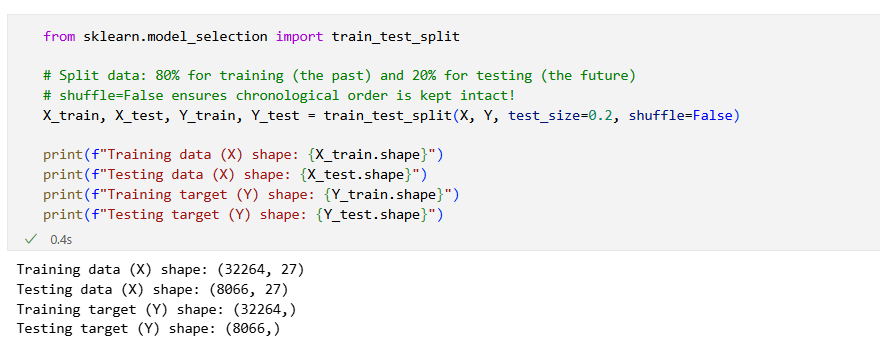 from sklearn.model_selection import train_test_split
# Split data: 80% for training (the past) and 20% for testing (the future)
# shuffle=False ensures chronological order is kept intact!
X_train, X_test, Y_train, Y_test = train_test_split(X, Y, test_size=0.2, shuffle=False)
print(f"Training data (X) shape: {X_train.shape}")
print(f"Testing data (X) shape: {X_test.shape}")
print(f"Training target (Y) shape: {Y_train.shape}")
print(f"Testing target (Y) shape: {Y_test.shape}")
✓ 0.4s
Training data (X) shape: (32264, 27)
Testing data (X) shape: (8066, 27)
Training target (Y) shape: (32264,)
Testing target (Y) shape: (8066,)